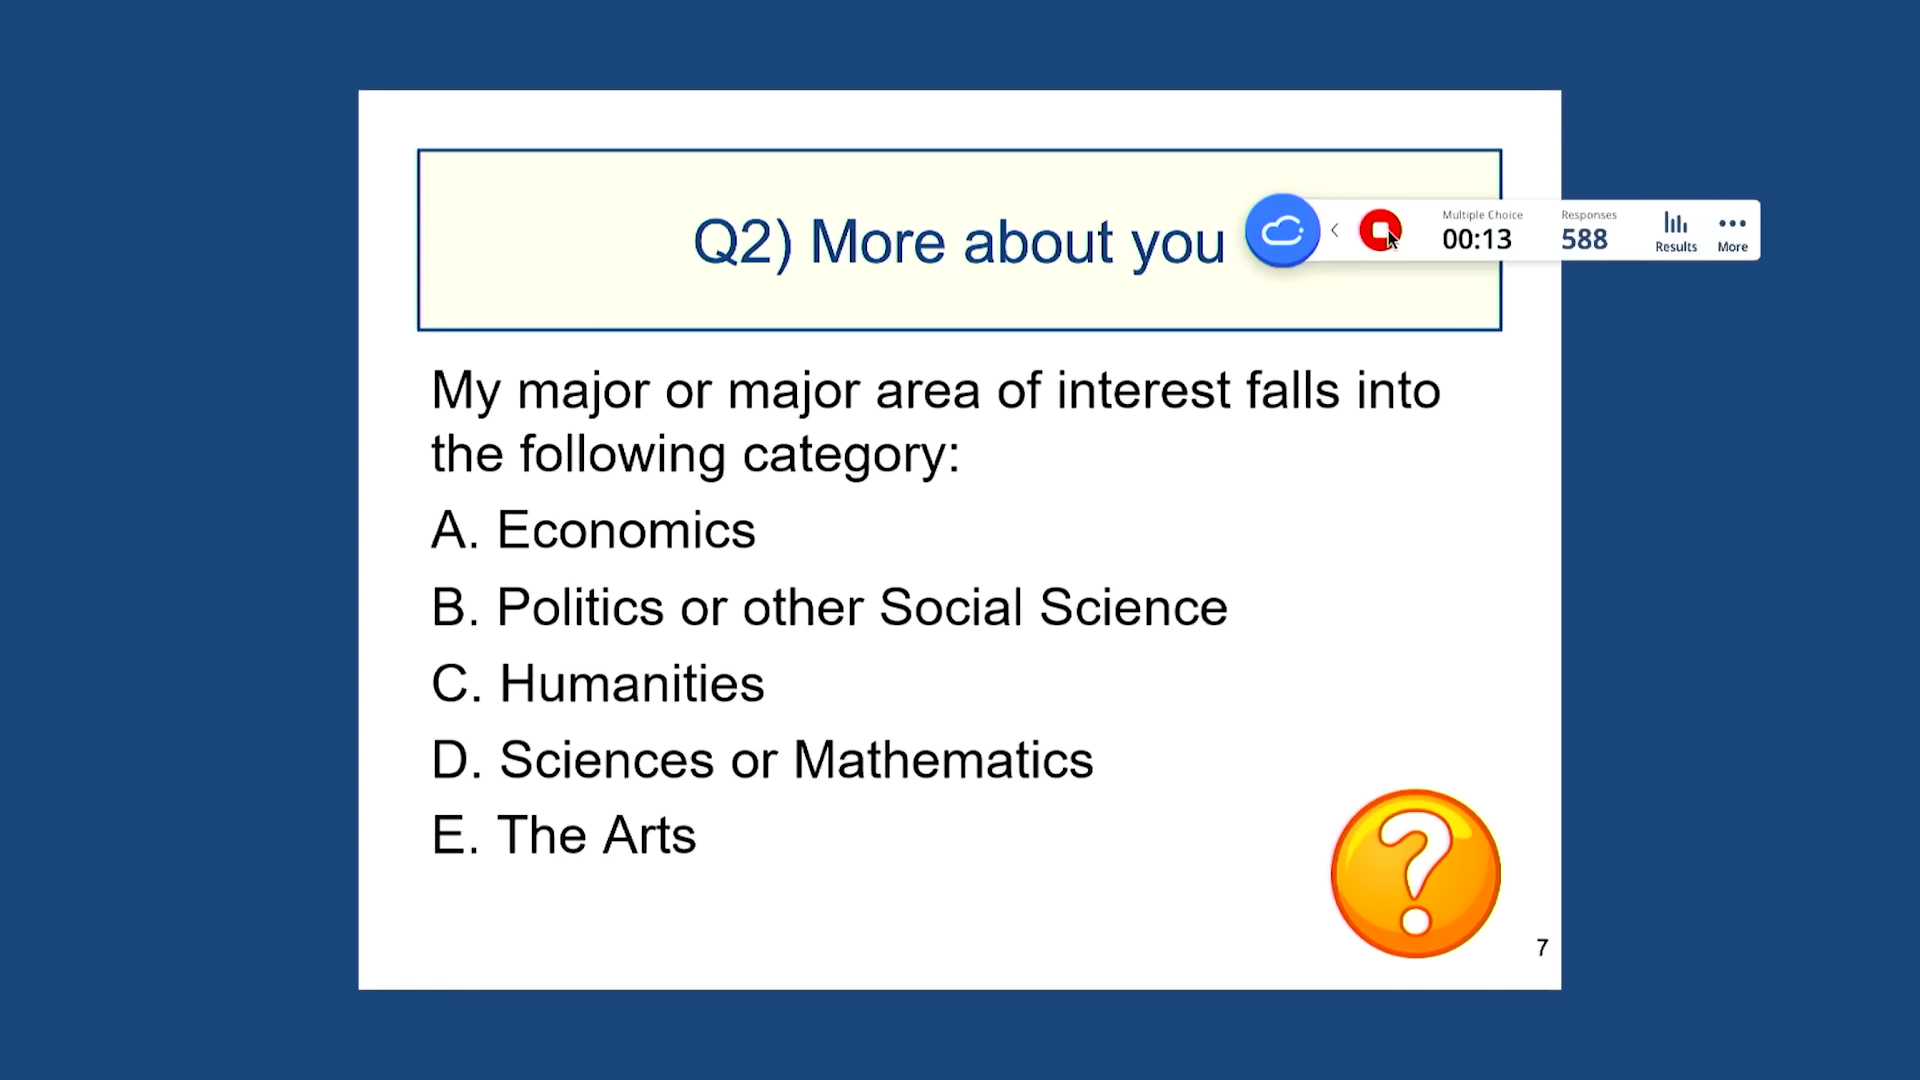 Q2) More about you
Multiple Choice
00:13
Responses
588
Results
More
My major or major area of interest falls into
the following category:
A. Economics
B. Politics or other Social Science
C. Humanities
D. Sciences or Mathematics
E. The Arts
7